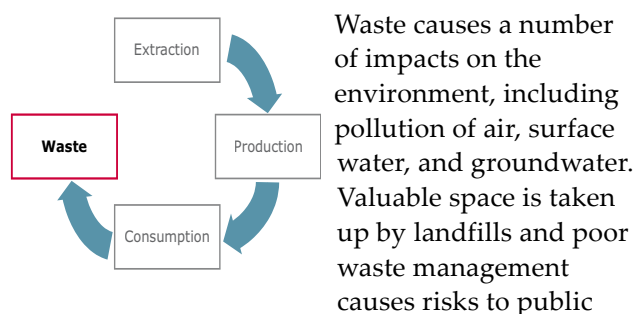 Extraction
Production
Consumption
Waste
Waste causes a number
of impacts on the
environment, including
pollution of air, surface
water, and groundwater.
Valuable space is taken
up by landfills and poor
waste management
causes risks to public